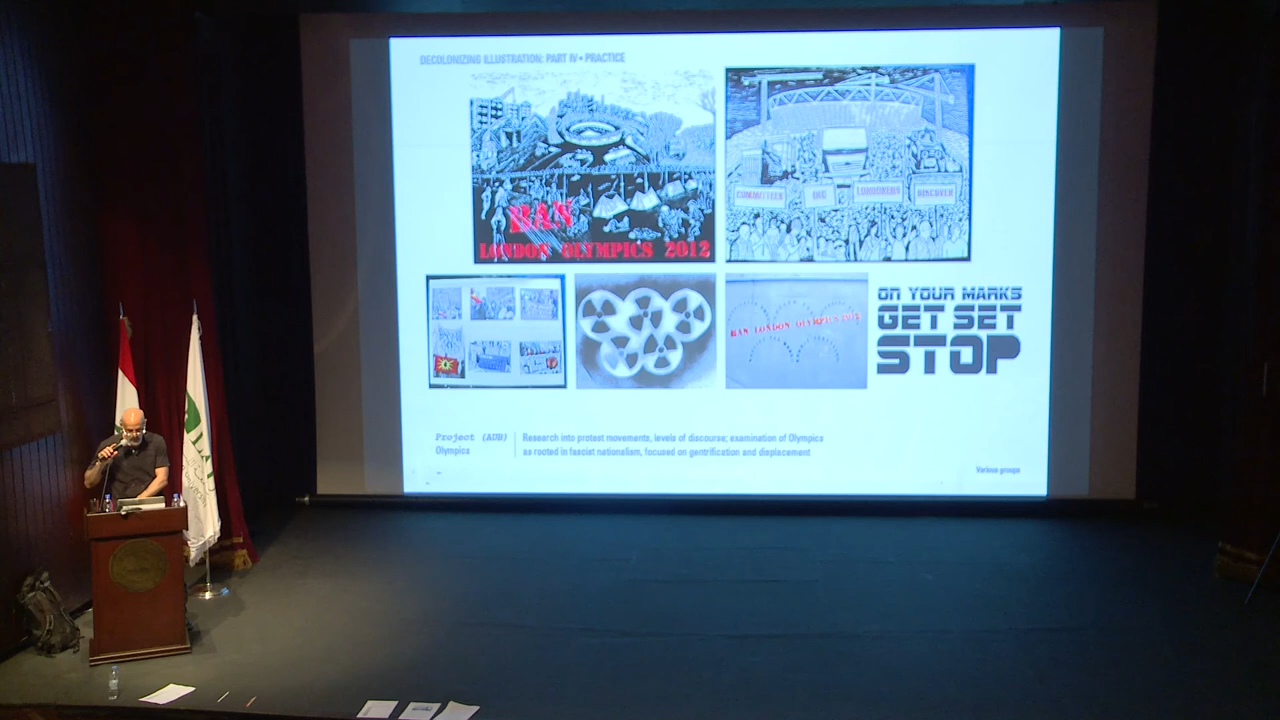 DECOLONIZING ILLUSTRATION: PART IV • PRACTICE
BAN
LONDON OLYMPICS 2012
COMMITTEES
DIG
LONDONERS
DISCOVER
BAN LONDON OLYMPICS 2012
ON YOUR MARKS
GET SET
STOP
Project (ADB)
Olympics
Research into protest movements, levels of discourse; examination of Olympics
as rooted in fascist nationalism, focused on gentrification and displacement
Various groups